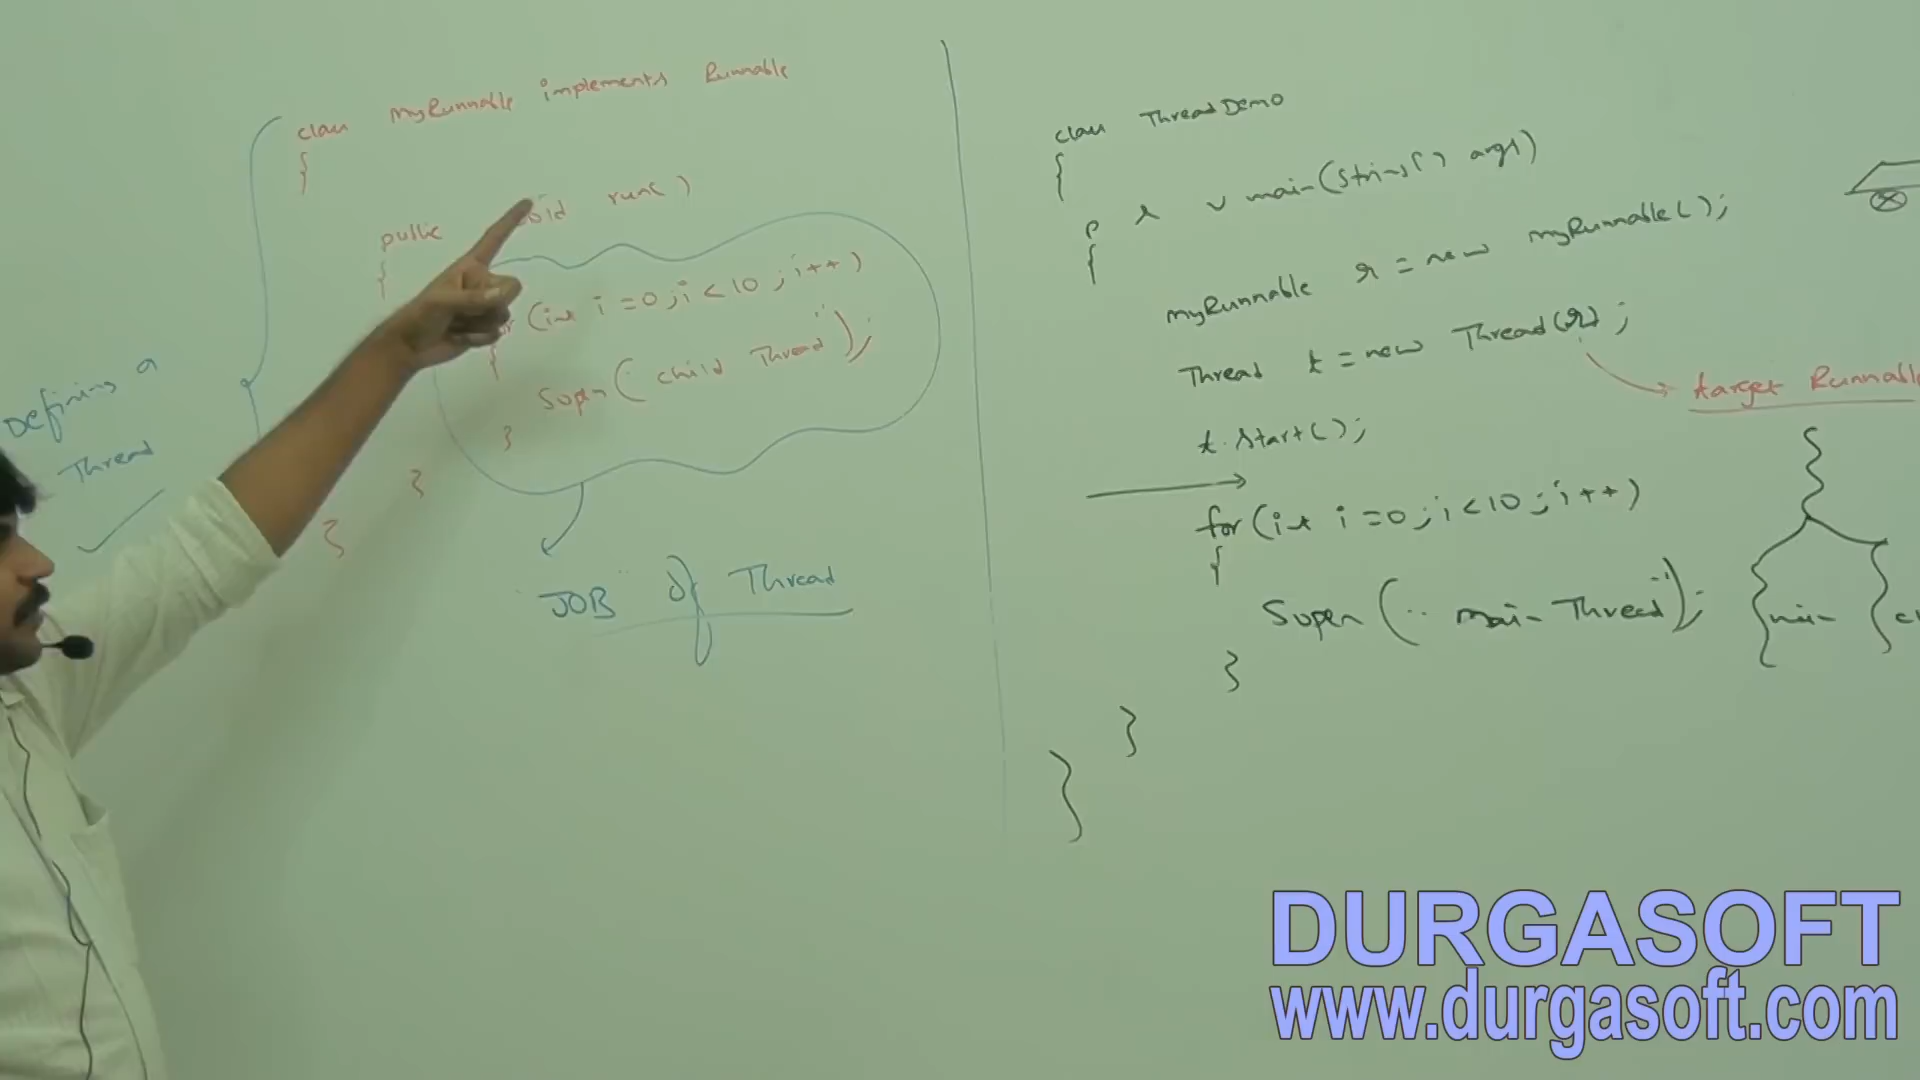 class MyRunnable implements Runnable
{
public void run()
{
for (int i=0; i<10; i++)
{
Sopln("child Thread");
}
}
}
Defining a
Thread
JOB of Thread
class ThreadDemo
{
p s v main(String[] args)
{
MyRunnable r = new MyRunnable();
Thread t = new Thread(r);
target Runnable
t.start();
for(int i=0; i<10; i++)
{
Sopln("main Thread");
}
}
}
main
DURGASOFT
www.durgasoft.com